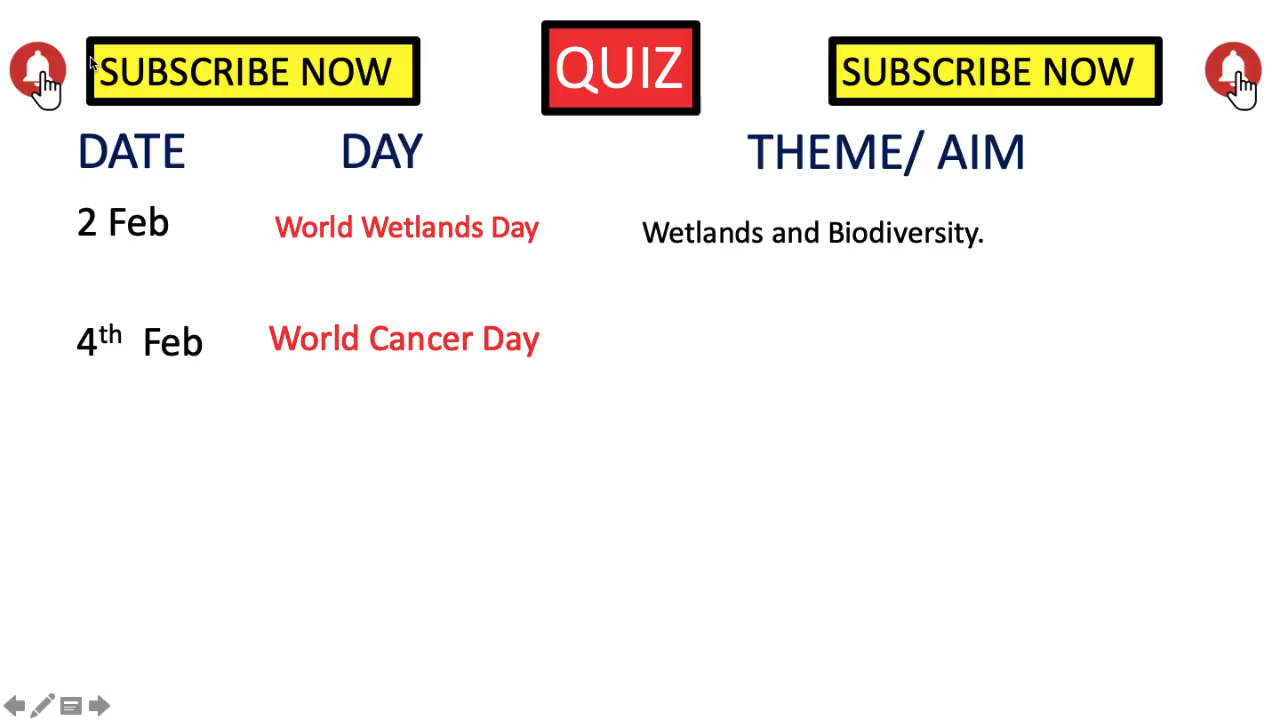 SUBSCRIBE NOW QUIZ SUBSCRIBE NOW
DATE DAY THEME/ AIM
2 Feb World Wetlands Day Wetlands and Biodiversity.
4th Feb World Cancer Day